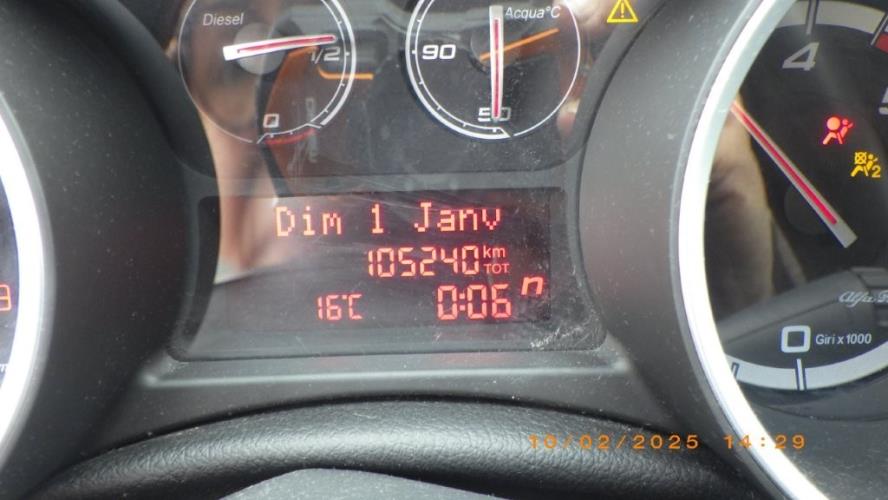 Diesel
1/2
0
Acqua°C
90
50
4
2
Dim 1 Janv
105240 km TOT
16°C 0:06 n
0 Giri x 1000
10/02/2025 14:29